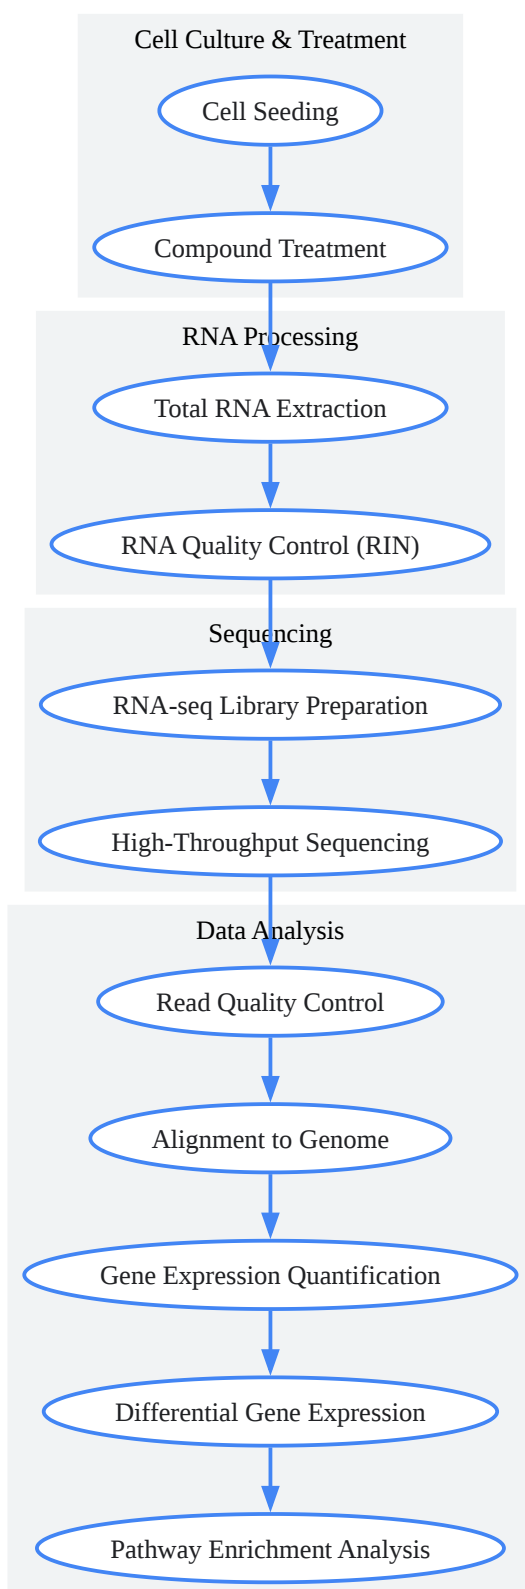 Cell Culture & Treatment
Cell Seeding
Compound Treatment
RNA Processing
Total RNA Extraction
RNA Quality Control (RIN)
Sequencing
RNA-seq Library Preparation
High-Throughput Sequencing
Data Analysis
Read Quality Control
Alignment to Genome
Gene Expression Quantification
Differential Gene Expression
Pathway Enrichment Analysis